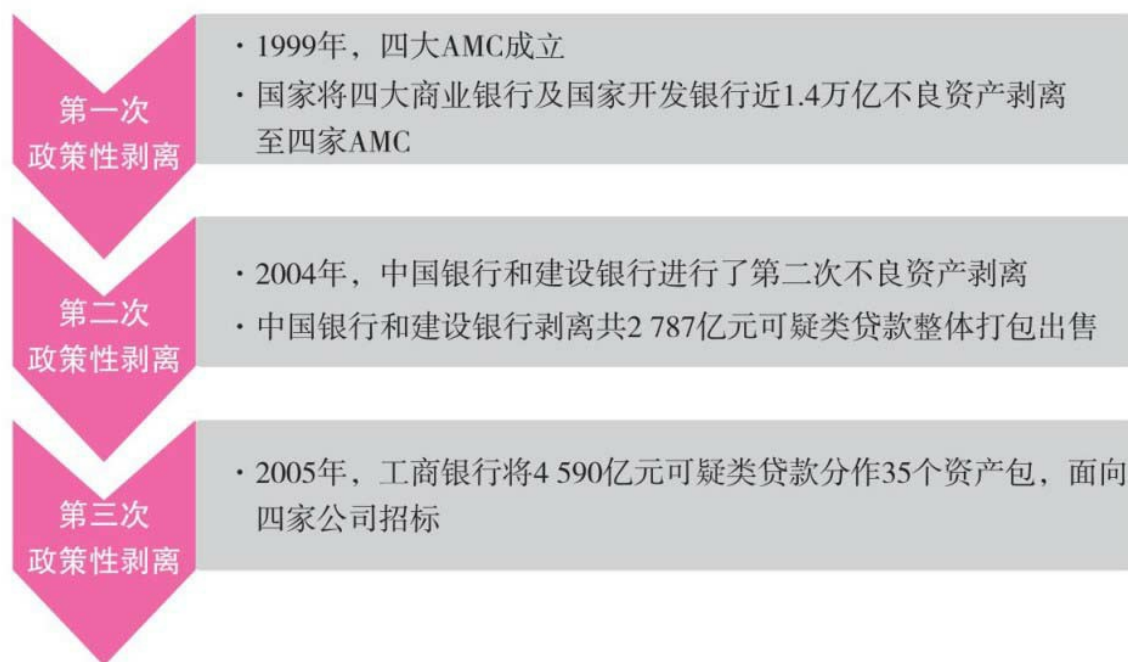 第一次
政策性剥离
· 1999年，四大AMC成立
· 国家将四大商业银行及国家开发银行近1.4万亿不良资产剥离
至四家AMC
第二次
政策性剥离
· 2004年，中国银行和建设银行进行了第二次不良资产剥离
· 中国银行和建设银行剥离共2 787亿元可疑类贷款整体打包出售
第三次
政策性剥离
· 2005年，工商银行将4 590亿元可疑类贷款分作35个资产包，面向
四家公司招标